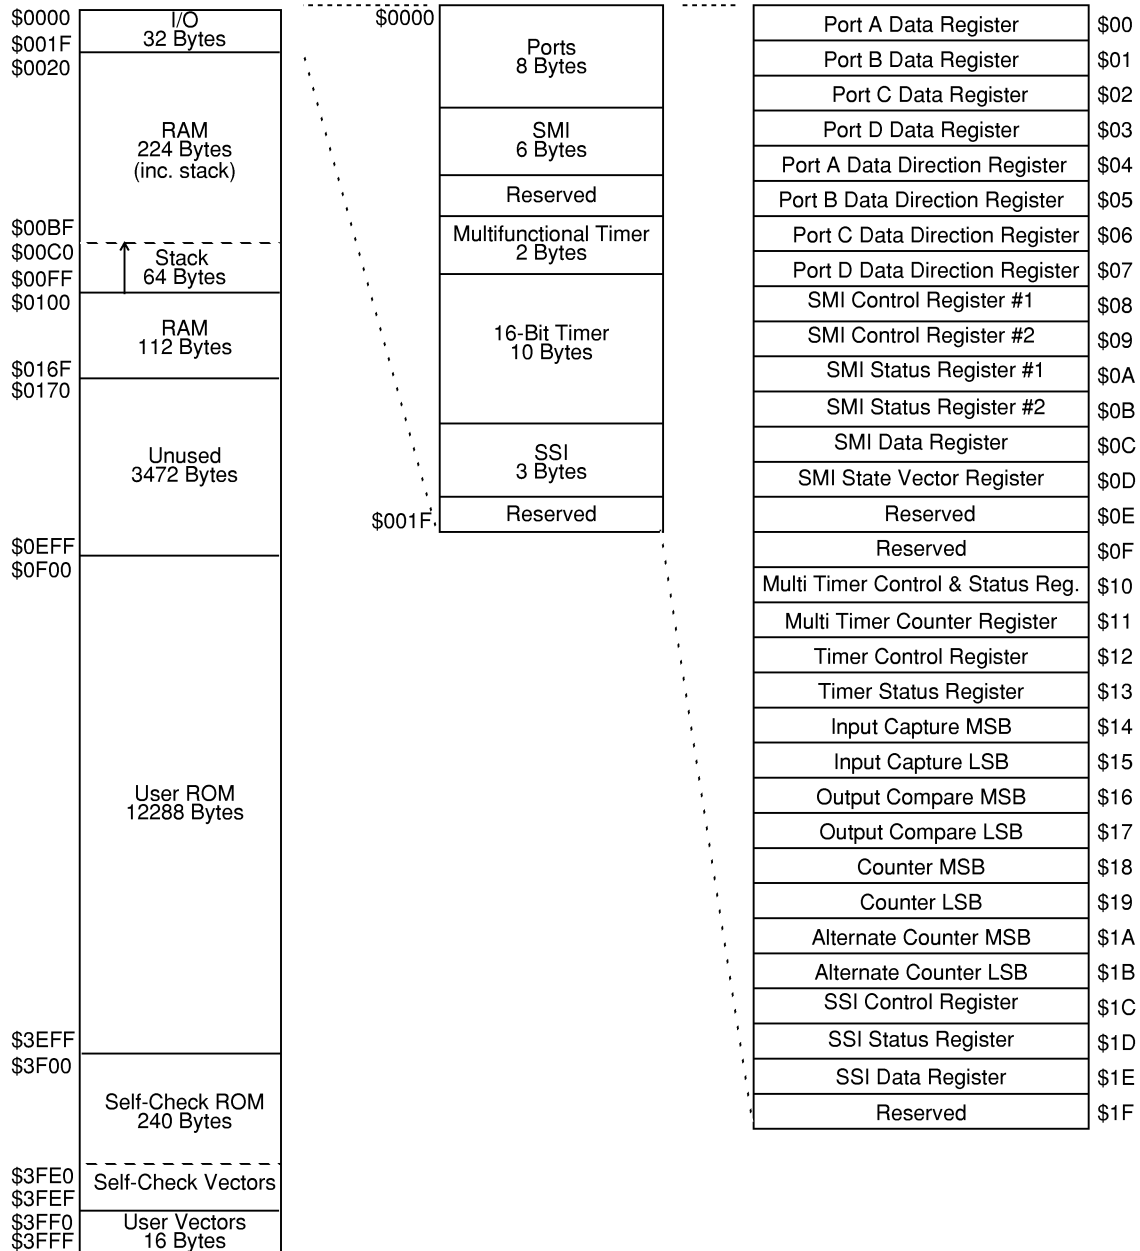 $0000
I/O
32 Bytes
$001F
$0020
RAM
224 Bytes
(inc. stack)
$00BF
$00C0
Stack
64 Bytes
$00FF
$0100
RAM
112 Bytes
$016F
$0170
Unused
3472 Bytes
$0EFF
$0F00
User ROM
12288 Bytes
$3EFF
$3F00
Self-Check ROM
240 Bytes
$3FE0
Self-Check Vectors
$3FEF
$3FF0
User Vectors
$3FFF
16 Bytes
$0000
Ports
8 Bytes
SMI
6 Bytes
Reserved
Multifunctional Timer
2 Bytes
16-Bit Timer
10 Bytes
SSI
3 Bytes
Reserved
$001F
Port A Data Register $00
Port B Data Register $01
Port C Data Register $02
Port D Data Register $03
Port A Data Direction Register $04
Port B Data Direction Register $05
Port C Data Direction Register $06
Port D Data Direction Register $07
SMI Control Register #1 $08
SMI Control Register #2 $09
SMI Status Register #1 $0A
SMI Status Register #2 $0B
SMI Data Register $0C
SMI State Vector Register $0D
Reserved $0E
Reserved $0F
Multi Timer Control & Status Reg. $10
Multi Timer Counter Register $11
Timer Control Register $12
Timer Status Register $13
Input Capture MSB $14
Input Capture LSB $15
Output Compare MSB $16
Output Compare LSB $17
Counter MSB $18
Counter LSB $19
Alternate Counter MSB $1A
Alternate Counter LSB $1B
SSI Control Register $1C
SSI Status Register $1D
SSI Data Register $1E
Reserved $1F